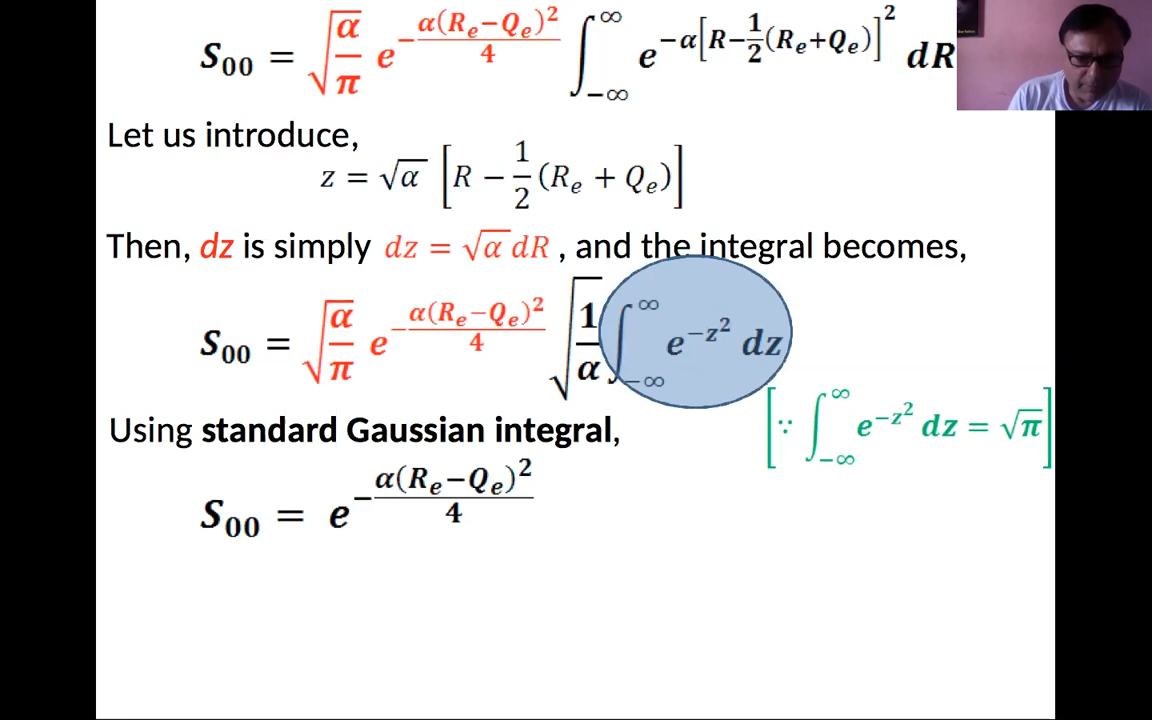 S₀₀ = √(α/π) e^(−α(Rₑ−Qₑ)²/4) ∫_{−∞}^{∞} e^(−α[R−½(Rₑ+Qₑ)]²) dR
Let us introduce,
z = √α [R − ½(Rₑ + Qₑ)]
Then, dz is simply dz = √α dR , and the integral becomes,
S₀₀ = √(α/π) e^(−α(Rₑ−Qₑ)²/4) √(1/α) ∫_{−∞}^{∞} e^(−z²) dz
Using standard Gaussian integral,
[∵ ∫_{−∞}^{∞} e^(−z²) dz = √π]
S₀₀ = e^(−α(Rₑ−Qₑ)²/4)